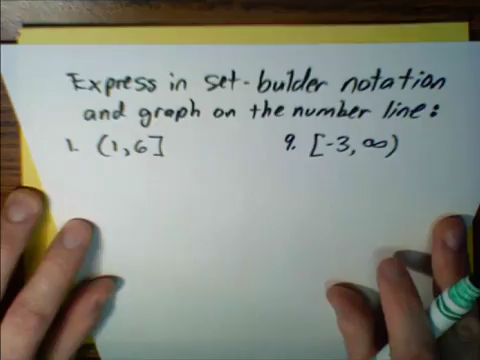 Express in set-builder notation
and graph on the number line:
1. (1,6] 9. [-3, ∞)